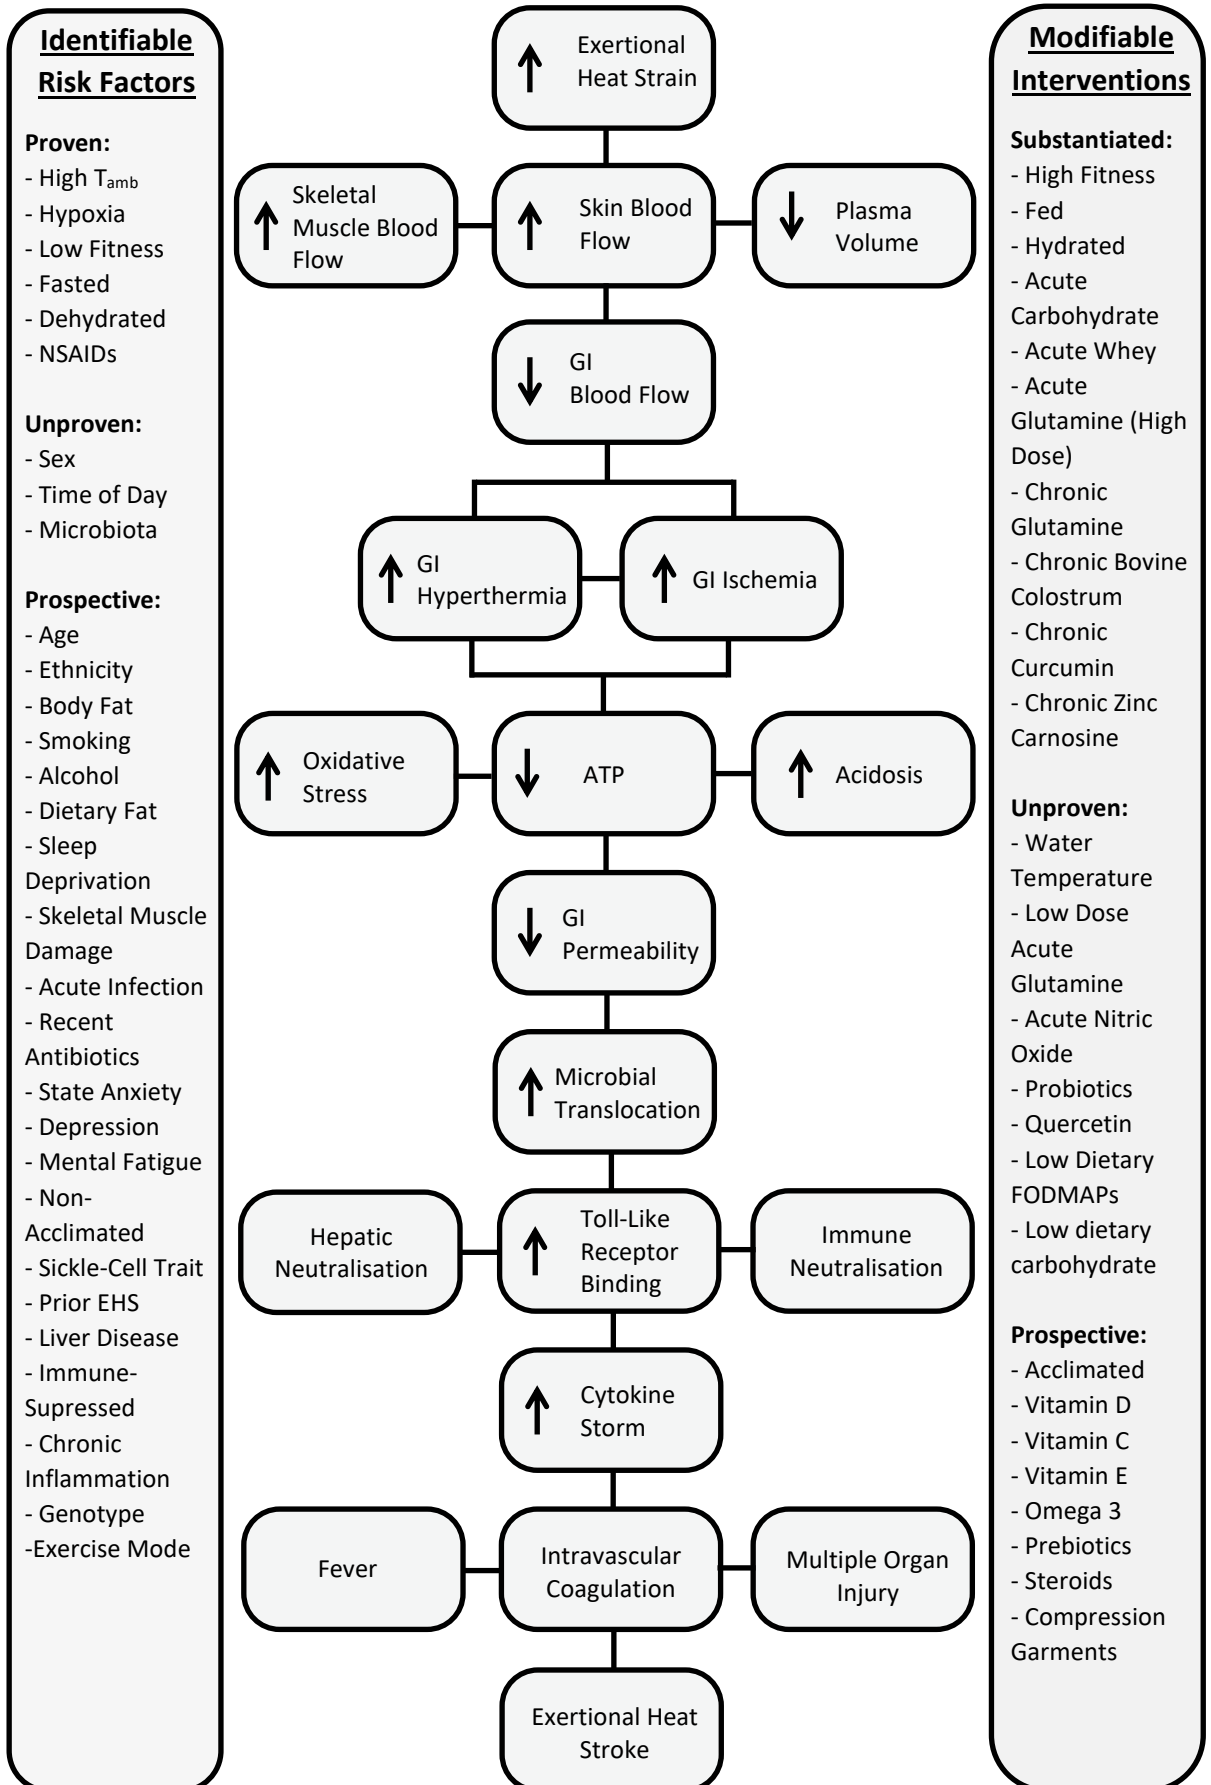 Identifiable
Risk Factors
Proven:
- High Tamb
- Hypoxia
- Low Fitness
- Fasted
- Dehydrated
- NSAIDs
Unproven:
- Sex
- Time of Day
- Microbiota
Prospective:
- Age
- Ethnicity
- Body Fat
- Smoking
- Alcohol
- Dietary Fat
- Sleep
Deprivation
- Skeletal Muscle
Damage
- Acute Infection
- Recent
Antibiotics
- State Anxiety
- Depression
- Mental Fatigue
- Non-
Acclimated
- Sickle-Cell Trait
- Prior EHS
- Liver Disease
- Immune-
Supressed
- Chronic
Inflammation
- Genotype
-Exercise Mode
↑ Exertional
Heat Strain
↑ Skeletal
Muscle Blood
Flow
↑ Skin Blood
Flow
↓ Plasma
Volume
↓ GI
Blood Flow
↑ GI
Hyperthermia
↑ GI Ischemia
↑ Oxidative
Stress
↓ ATP
↑ Acidosis
↓ GI
Permeability
↑ Microbial
Translocation
Hepatic
Neutralisation
↑ Toll-Like
Receptor
Binding
Immune
Neutralisation
↑ Cytokine
Storm
Fever
Intravascular
Coagulation
Multiple Organ
Injury
Exertional Heat
Stroke
Modifiable
Interventions
Substantiated:
- High Fitness
- Fed
- Hydrated
- Acute
Carbohydrate
- Acute Whey
- Acute
Glutamine (High
Dose)
- Chronic
Glutamine
- Chronic Bovine
Colostrum
- Chronic
Curcumin
- Chronic Zinc
Carnosine
Unproven:
- Water
Temperature
- Low Dose
Acute
Glutamine
- Acute Nitric
Oxide
- Probiotics
- Quercetin
- Low Dietary
FODMAPs
- Low dietary
carbohydrate
Prospective:
- Acclimated
- Vitamin D
- Vitamin C
- Vitamin E
- Omega 3
- Prebiotics
- Steroids
- Compression
Garments